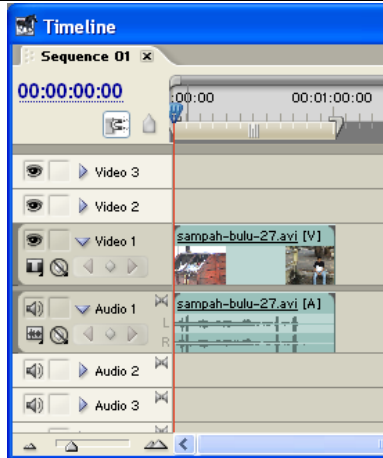 Timeline
Sequence 01
00:00:00:00
:00:00 00:01:00:00
Video 3
Video 2
Video 1
sampah-bulu-27.avi [V]
Audio 1
sampah-bulu-27.avi [A]
L
R
Audio 2
Audio 3